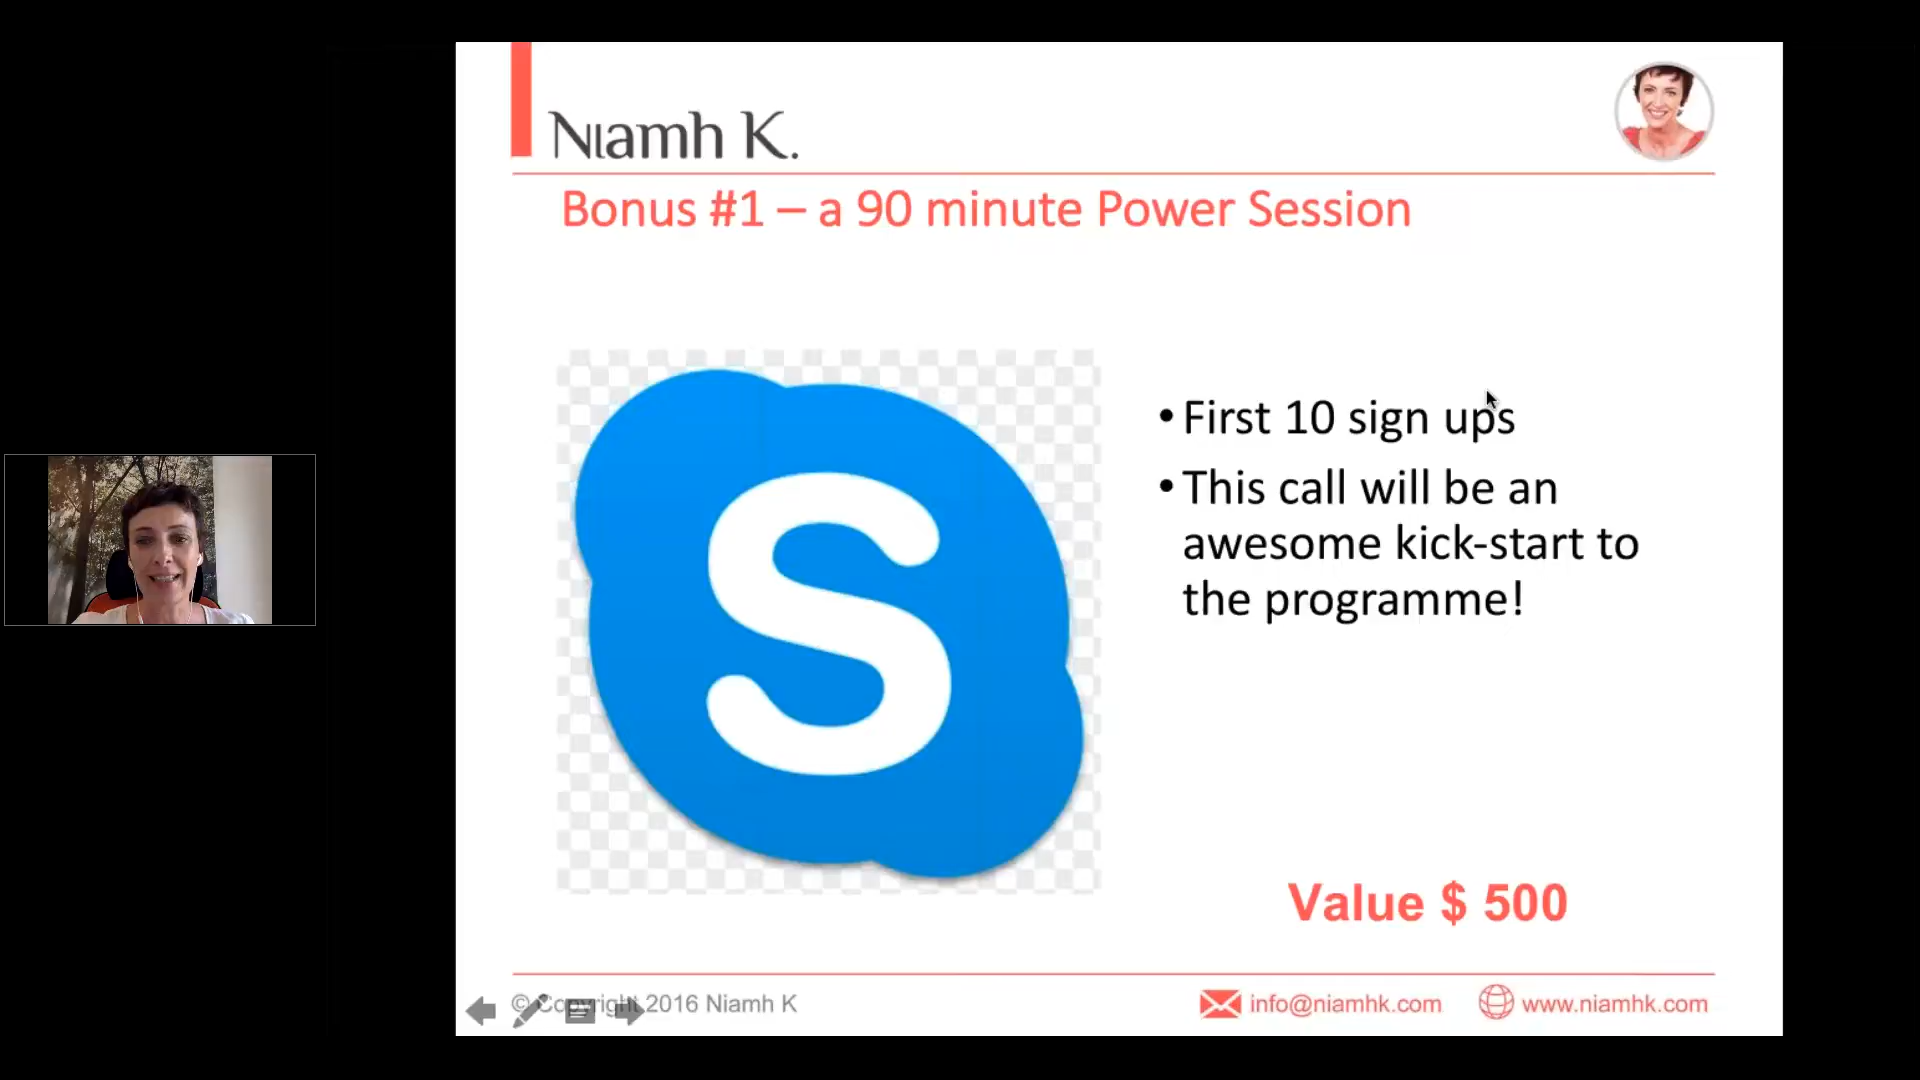 Niamh K.
Bonus #1 – a 90 minute Power Session
S
• First 10 sign ups
• This call will be an
awesome kick-start to
the programme!
Value $ 500
© Copyright 2016 Niamh K
info@niamhk.com
www.niamhk.com